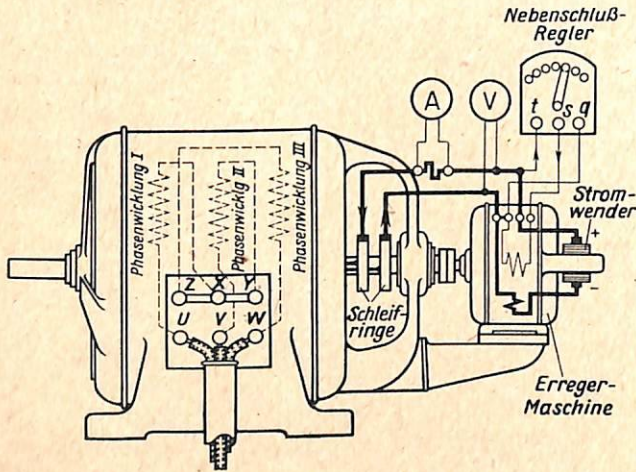 Nebenschluß-
Regler
A
V
t
s
q
Phasenwicklung I
Phasenwicklg II
Phasenwicklung III
Strom-
wender
+
-
Z X Y
U V W
Schleif-
ringe
Erreger-
Maschine